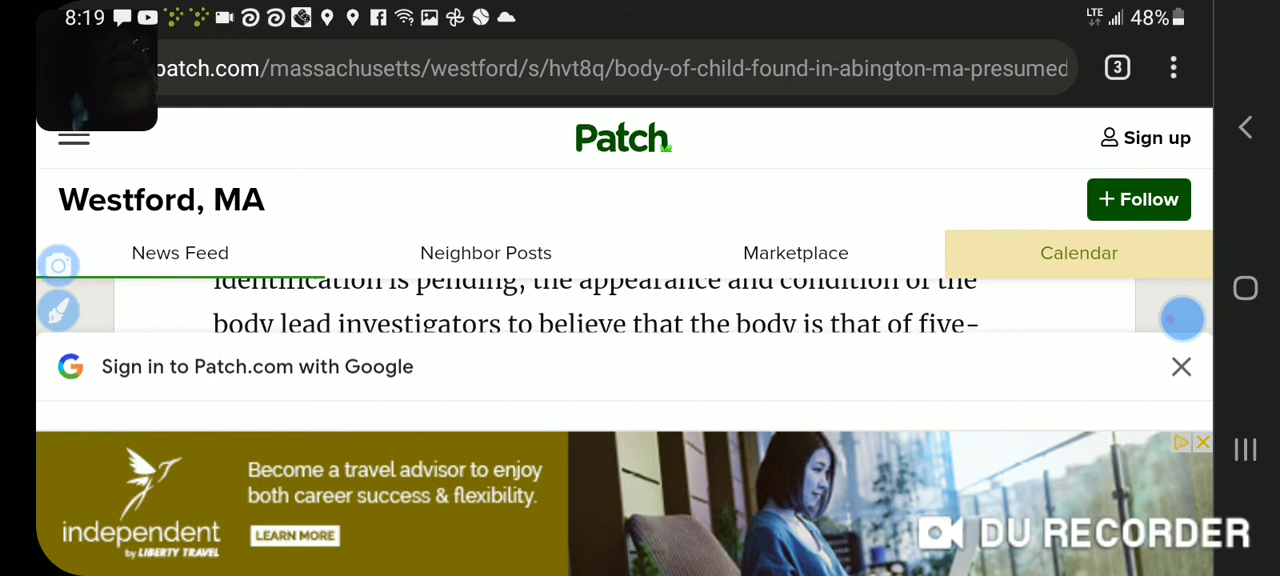 8:19
LTE 48%
patch.com/massachusetts/westford/s/hvt8q/body-of-child-found-in-abington-ma-presumed
3
Patch
Sign up
Westford, MA
+ Follow
News Feed Neighbor Posts Marketplace Calendar
identification is pending, the appearance and condition of the
body lead investigators to believe that the body is that of five-
Sign in to Patch.com with Google
Become a travel advisor to enjoy
both career success & flexibility.
independent
by LIBERTY TRAVEL
LEARN MORE
DU RECORDER